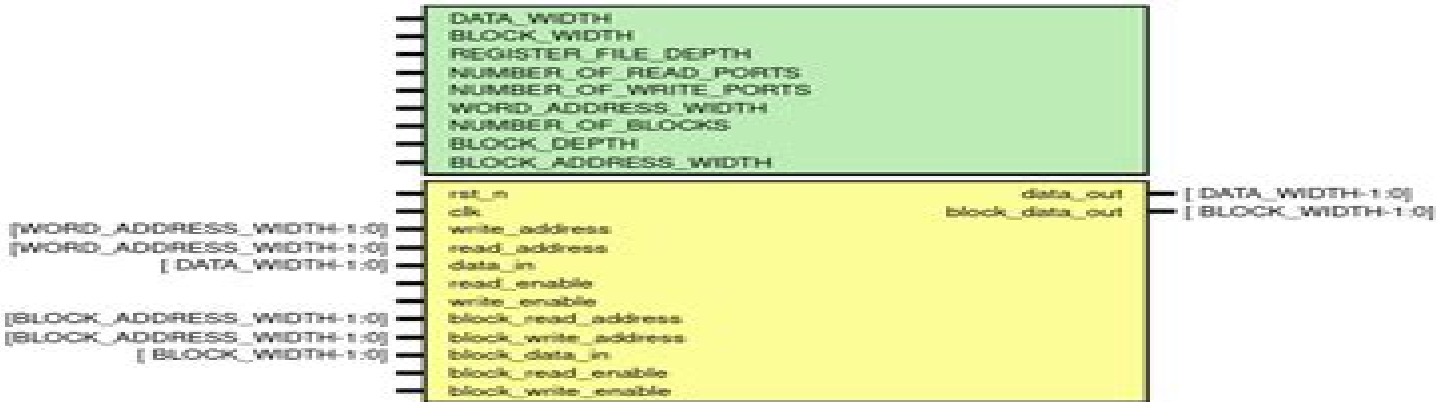 DATA_WIDTH
BLOCK_WIDTH
REGISTER_FILE_DEPTH
NUMBER_OF_READ_PORTS
NUMBER_OF_WRITE_PORTS
WORD_ADDRESS_WIDTH
NUMBER_OF_BLOCKS
BLOCK_DEPTH
BLOCK_ADDRESS_WIDTH
rst_n data_out [ DATA_WIDTH-1:0]
clk block_data_out [ BLOCK_WIDTH-1:0]
[WORD_ADDRESS_WIDTH-1:0] write_address
[WORD_ADDRESS_WIDTH-1:0] read_address
[ DATA_WIDTH-1:0] data_in
read_enable
write_enable
[BLOCK_ADDRESS_WIDTH-1:0] block_read_address
[BLOCK_ADDRESS_WIDTH-1:0] block_write_address
[ BLOCK_WIDTH-1:0] block_data_in
block_read_enable
block_write_enable